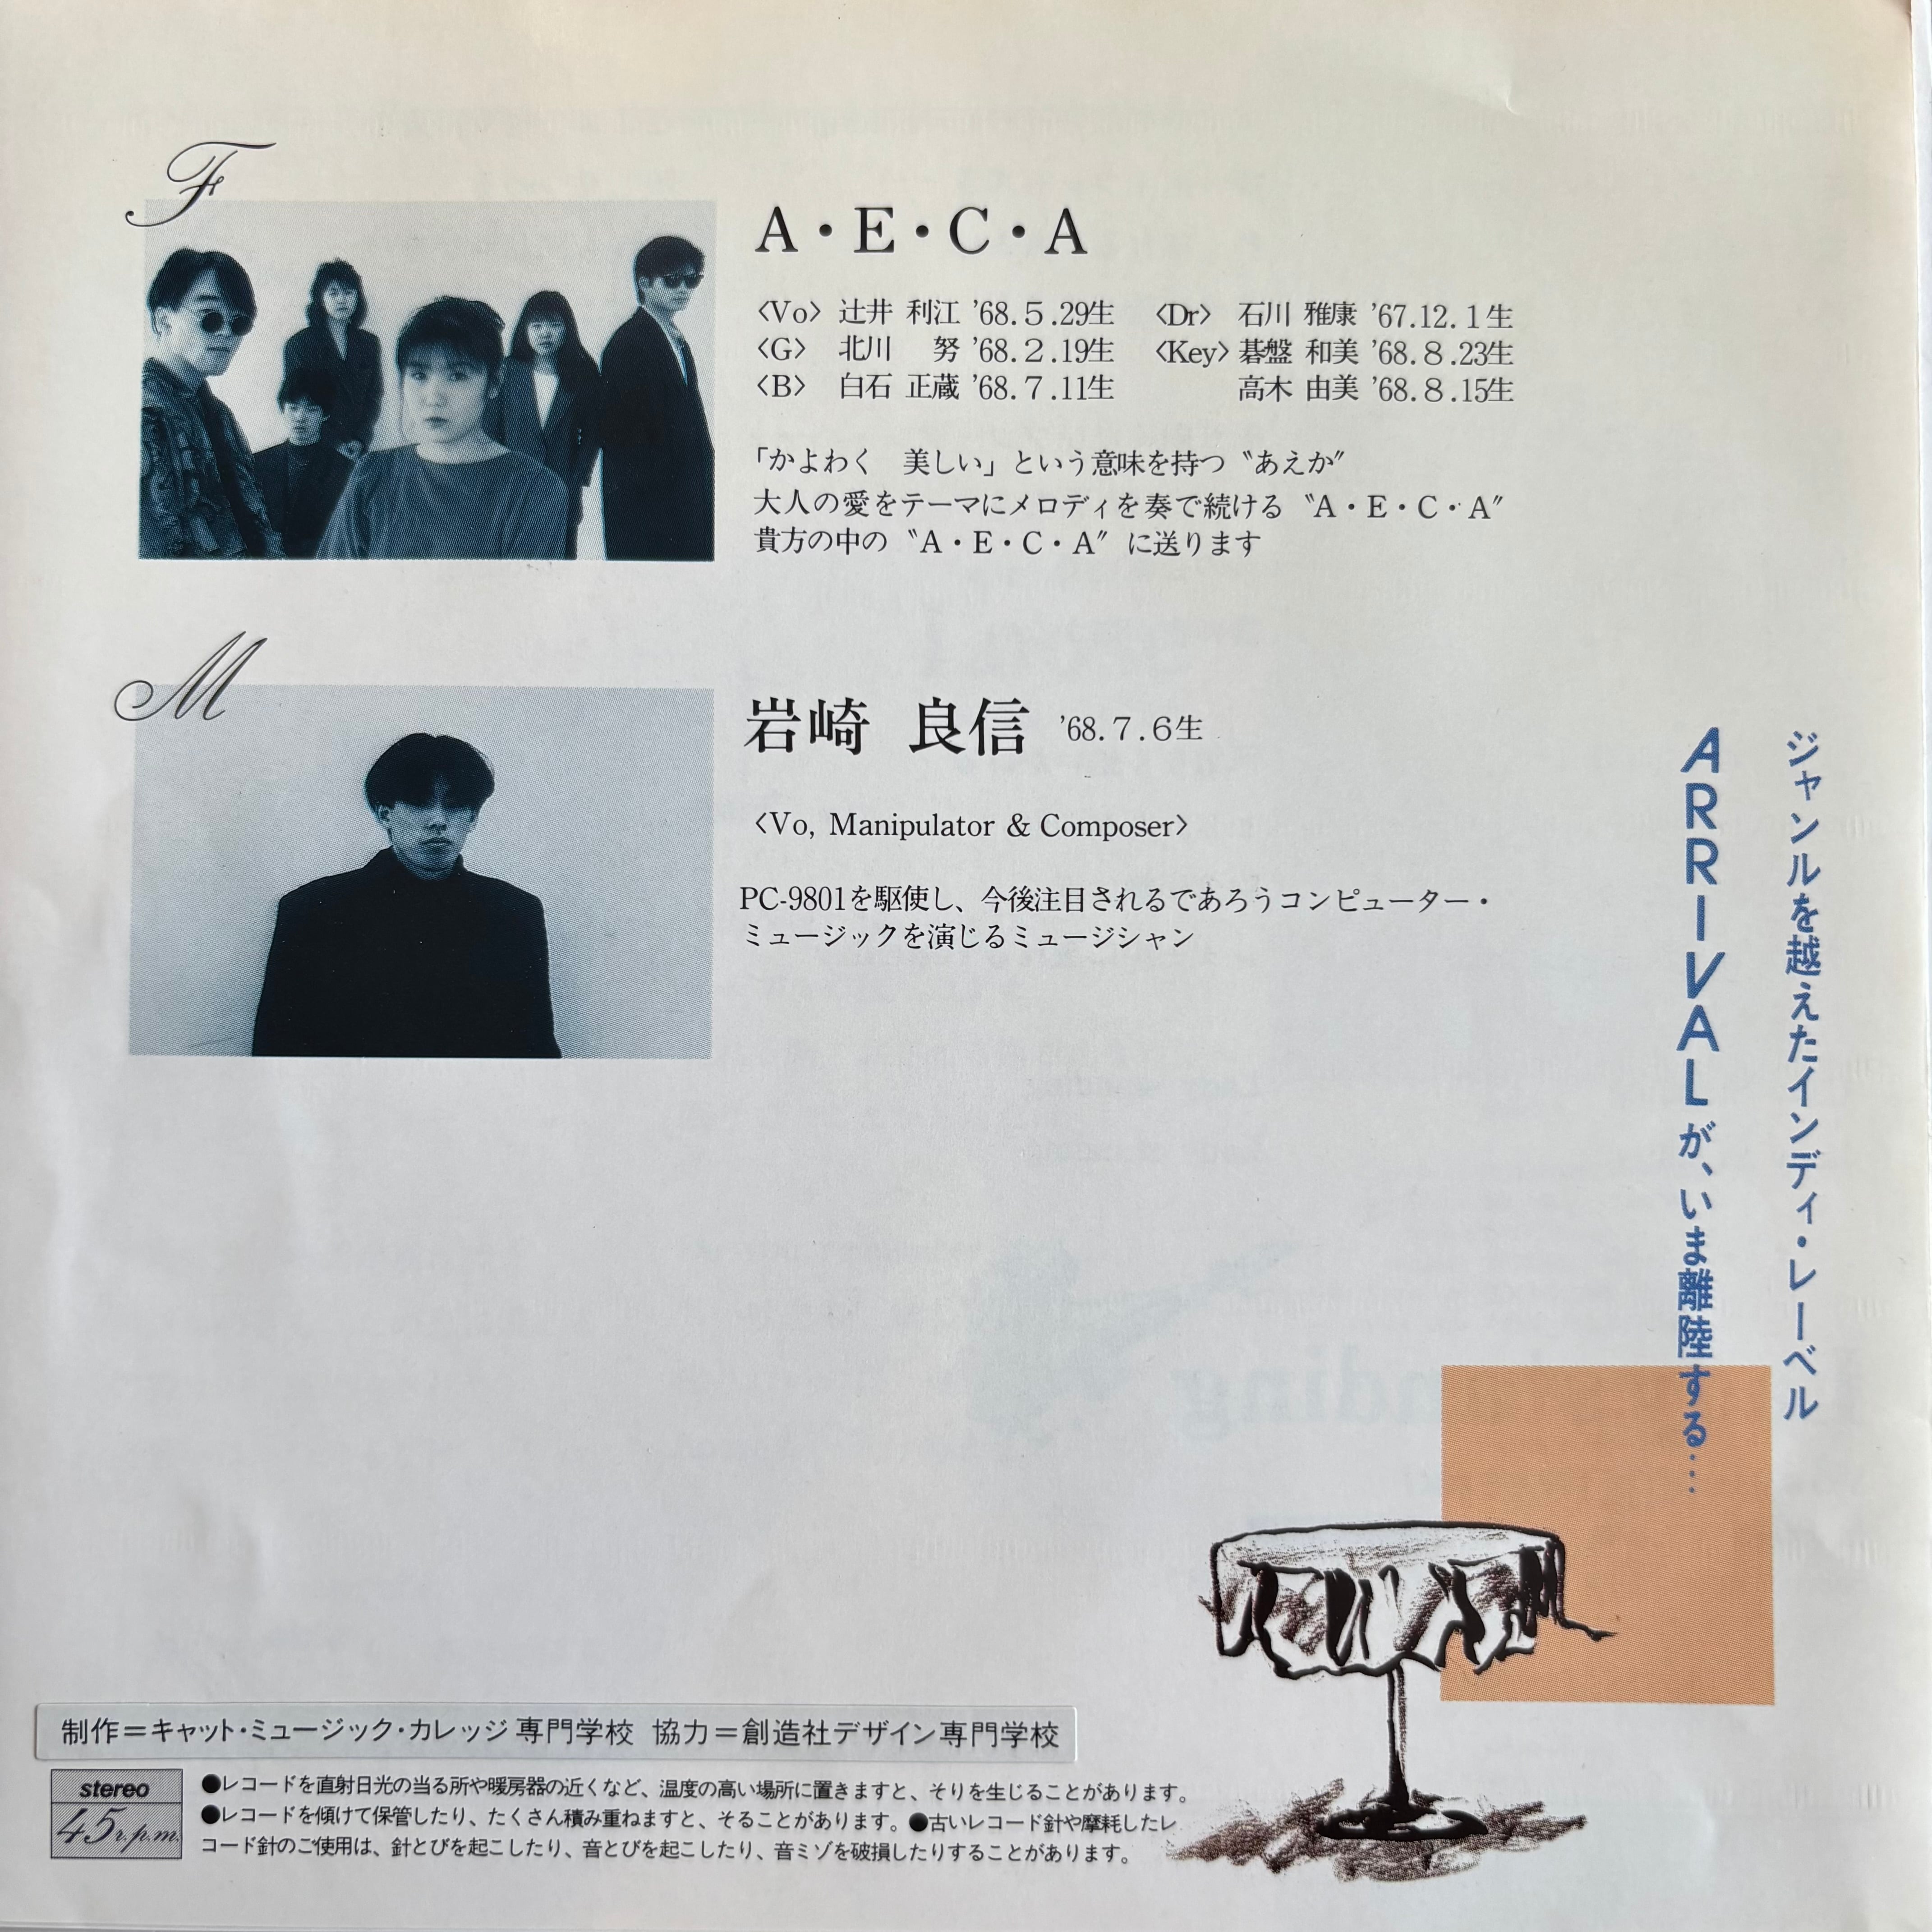 F
A・E・C・A
〈Vo〉 辻井 利江 '68.5.29生 〈Dr〉 石川 雅康 '67.12.1生
〈G〉 北川 努 '68.2.19生 〈Key〉 碁盤 和美 '68.8.23生
〈B〉 白石 正蔵 '68.7.11生 高木 由美 '68.8.15生
「かよわく 美しい」という意味を持つ〝あえか〞
大人の愛をテーマにメロディを奏で続ける〝A・E・C・A〞
貴方の中の〝A・E・C・A〞に送ります
M
岩崎 良信 '68.7.6生
〈Vo, Manipulator & Composer〉
PC-9801を駆使し、今後注目されるであろうコンピューター・
ミュージックを演じるミュージシャン
ジャンルを越えたインディ・レーベル
ARRIVALが、いま離陸する…
制作＝キャット・ミュージック・カレッジ専門学校 協力＝創造社デザイン専門学校
stereo
45r.p.m.
●レコードを直射日光の当る所や暖房器の近くなど、温度の高い場所に置きますと、そりを生じることがあります。
●レコードを傾けて保管したり、たくさん積み重ねますと、そることがあります。●古いレコード針や摩耗したレ
コード針のご使用は、針とびを起こしたり、音とびを起こしたり、音ミゾを破損したりすることがあります。